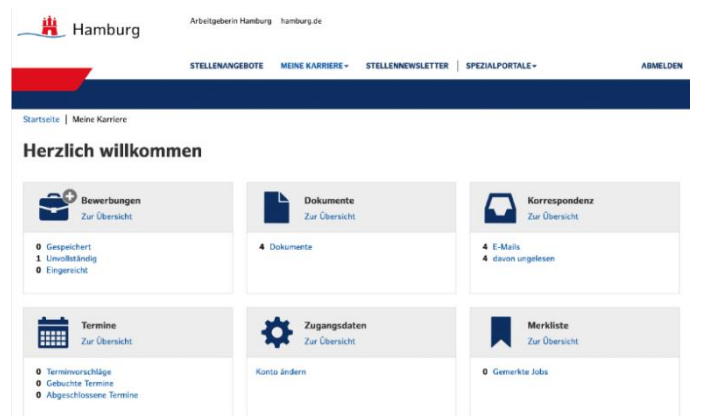 Hamburg
Arbeitgeberin Hamburg hamburg.de
STELLENANGEBOTE MEINE KARRIERE STELLENNEWSLETTER | SPEZIALPORTALE ABMELDEN
Startseite | Meine Karriere
Herzlich willkommen
Bewerbungen
Zur Übersicht
0 Gespeichert
1 Unvollständig
0 Eingereicht
Dokumente
Zur Übersicht
4 Dokumente
Korrespondenz
Zur Übersicht
4 E-Mails
4 davon ungelesen
Termine
Zur Übersicht
0 Terminvorschläge
0 Gebuchte Termine
0 Abgeschlossene Termine
Zugangsdaten
Zur Übersicht
Konto ändern
Merkliste
Zur Übersicht
0 Gemerkte Jobs